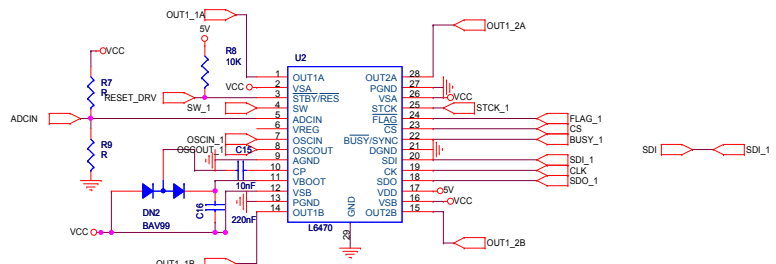 OUT1_1A
5V
OUT1_2A
U2
R8
10K
VCC
1 OUT1A OUT2A 28
R7
R
VCC 2 VSA PGND 27
RESET_DRV 3 STBY/RES VSA 26 VCC
SW_1 4 SW STCK 25 STCK_1
ADCIN 5 ADCIN FLAG 24 FLAG_1
6 VREG CS 23 CS
OSCIN_1 7 OSCIN BUSY/SYNC 22 BUSY_1
R9
R
OSCOUT_1 8 OSCOUT DGND 21
SDI SDI_1
C15
9 AGND SDI 20 SDI_1
10 CP CK 19 CLK
10nF
11 VBOOT SDO 18 SDO_1
12 VSB VDD 17 5V
C16
13 PGND VSB 16 VCC
DN2
220nF
14 OUT1B GND OUT2B 15
BAV99
L6470
29
VCC
OUT1_2B
OUT1_1B